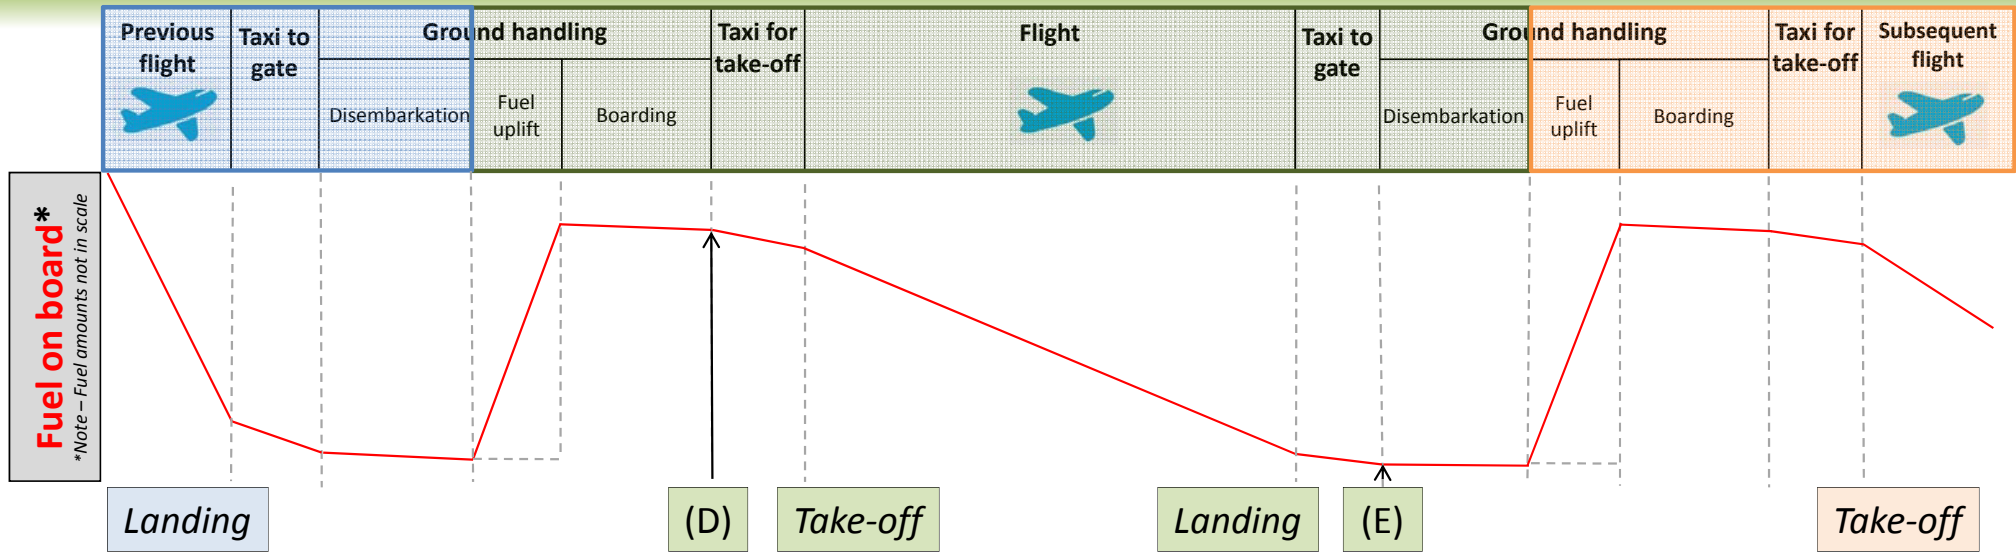 Previous
flight
Taxi to
gate
Ground handling
Disembarkation
Fuel
uplift
Boarding
Taxi for
take-off
Flight
Taxi to
gate
Ground handling
Disembarkation
Fuel
uplift
Boarding
Taxi for
take-off
Subsequent
flight
Fuel on board*
*Note – Fuel amounts not in scale
Landing
(D)
Take-off
Landing
(E)
Take-off